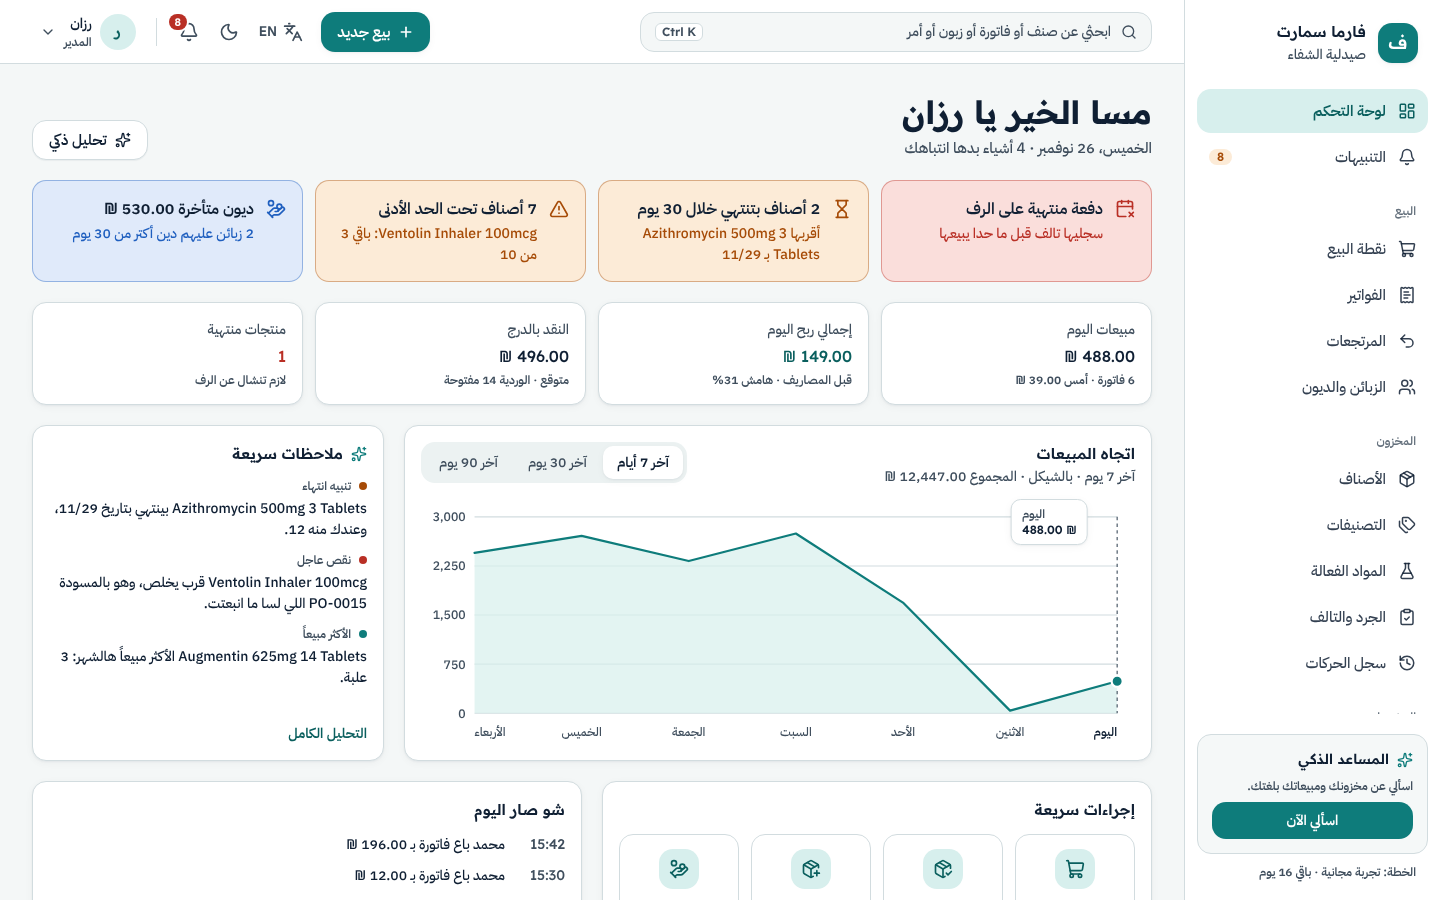 فارما سمارت
صيدلية الشفاء
ف
لوحة التحكم
التنبيهات
8
البيع
نقطة البيع
الفواتير
المرتجعات
الزبائن والديون
المخزون
الأصناف
التصنيفات
المواد الفعالة
الجرد والتالف
سجل الحركات
المساعد الذكي
اسألي عن مخزونك ومبيعاتك بلغتك.
اسألي الآن
الخطة: تجربة مجانية · باقي 16 يوم
ابحثي عن صنف أو فاتورة أو زبون أو أمر
Ctrl K
بيع جديد
EN
8
رزان
المدير
ر
مسا الخير يا رزان
الخميس، 26 نوفمبر · 4 أشياء بدها انتباهك
تحليل ذكي
دفعة منتهية على الرف
سجليها تالف قبل ما حدا يبيعها
2 أصناف بتنتهي خلال 30 يوم
أقربها Azithromycin 500mg 3
Tablets بـ 11/29
7 أصناف تحت الحد الأدنى
Ventolin Inhaler 100mcg: باقي 3
من 10
ديون متأخرة 530.00 ₪
2 زبائن عليهم دين أكتر من 30 يوم
مبيعات اليوم
488.00 ₪
6 فاتورة · أمس 39.00 ₪
إجمالي ربح اليوم
149.00 ₪
قبل المصاريف · هامش 31%
النقد بالدرج
496.00 ₪
متوقع · الوردية 14 مفتوحة
منتجات منتهية
1
لازم تنشال عن الرف
اتجاه المبيعات
آخر 7 يوم · بالشيكل · المجموع 12,447.00 ₪
آخر 7 أيام
آخر 30 يوم
آخر 90 يوم
اليوم
488.00 ₪
3,000
2,250
1,500
750
0
اليوم
الاثنين
الأحد
السبت
الجمعة
الخميس
الأربعاء
ملاحظات سريعة
تنبيه انتهاء
Azithromycin 500mg 3 Tablets بينتهي بتاريخ 11/29،
وعندك منه 12.
نقص عاجل
Ventolin Inhaler 100mcg قرب يخلص، وهو بالمسودة
PO-0015 اللي لسا ما انبعتت.
الأكثر مبيعاً
Augmentin 625mg 14 Tablets الأكثر مبيعاً هالشهر: 3
علبة.
التحليل الكامل
إجراءات سريعة
شو صار اليوم
15:42
محمد باع فاتورة بـ 196.00 ₪
15:30
محمد باع فاتورة بـ 12.00 ₪